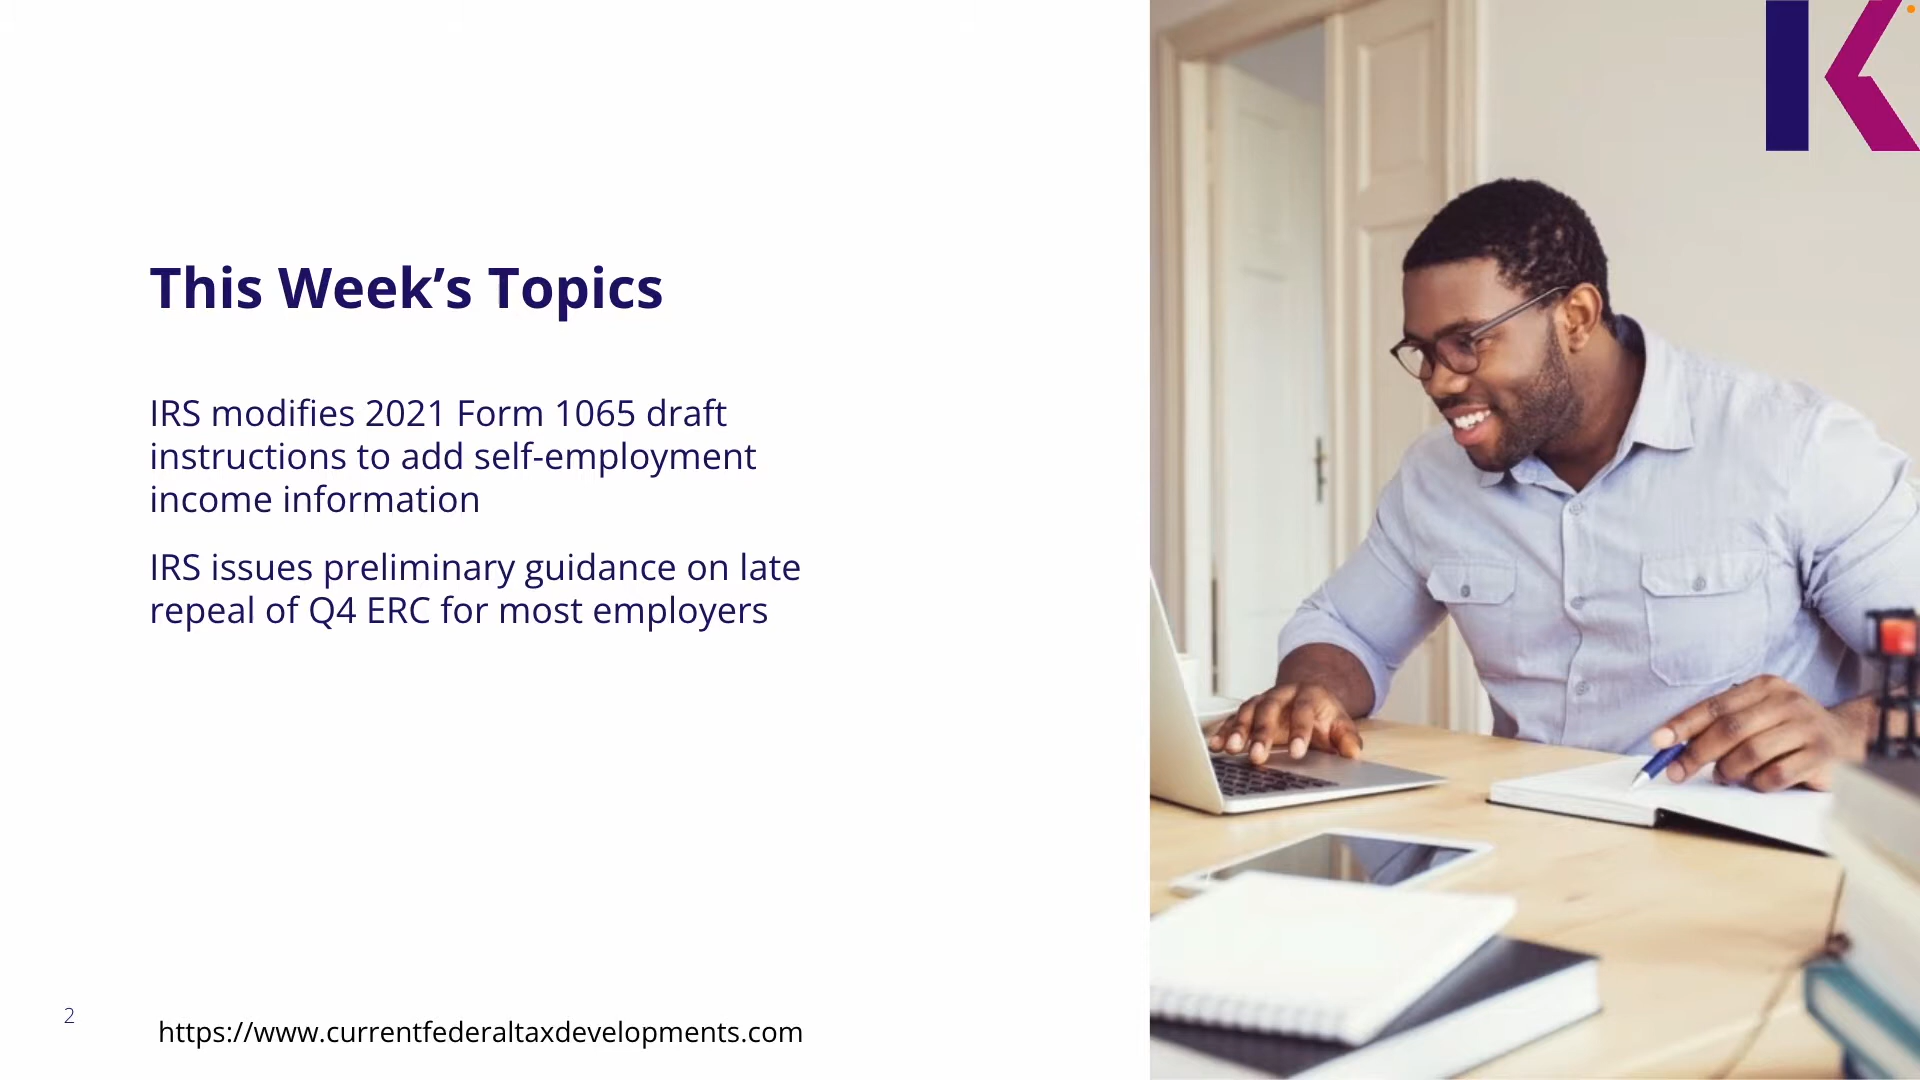 This Week’s Topics
IRS modifies 2021 Form 1065 draft
instructions to add self-employment
income information
IRS issues preliminary guidance on late
repeal of Q4 ERC for most employers
2
https://www.currentfederaltaxdevelopments.com
K